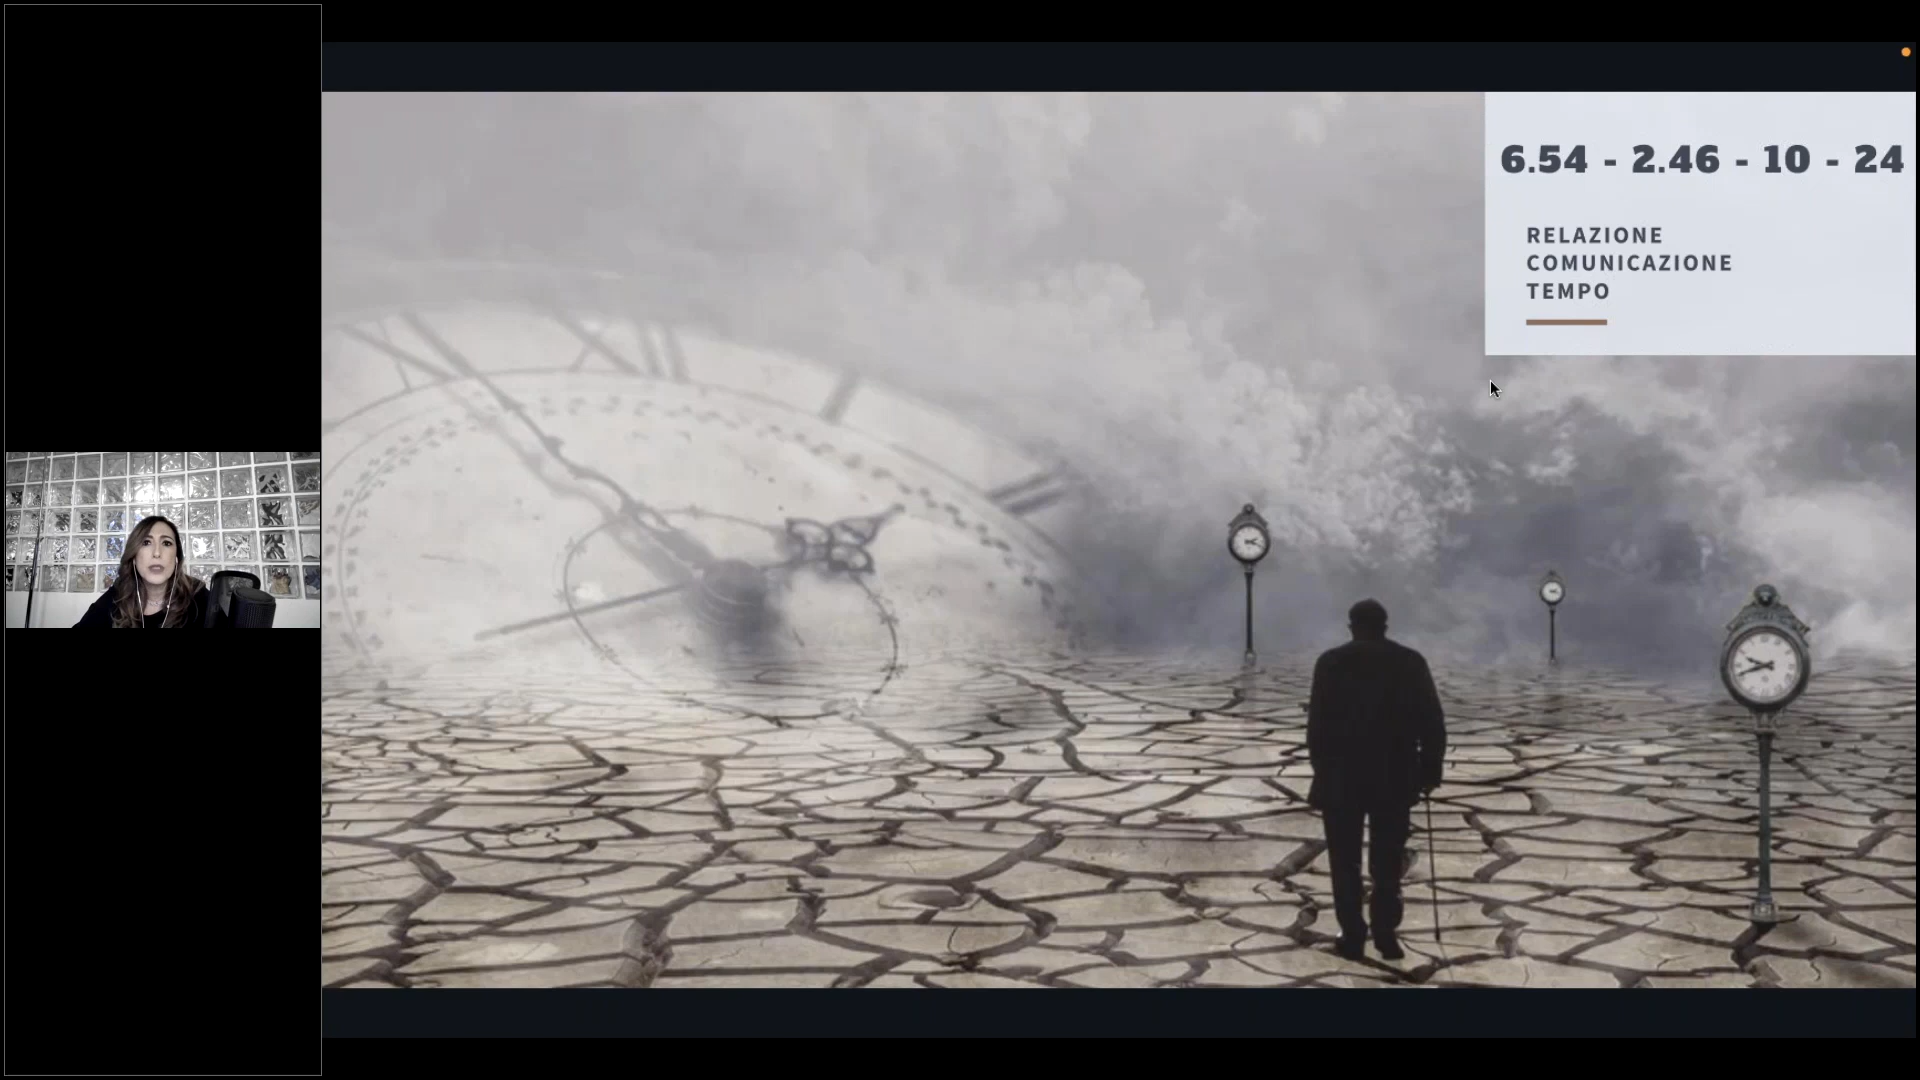 6.54 - 2.46 - 10 - 24
RELAZIONE
COMUNICAZIONE
TEMPO